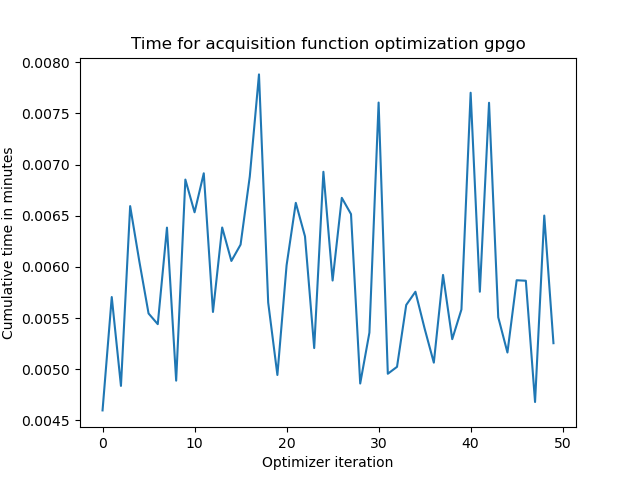 Time for acquisition function optimization gpgo
0.0080
0.0075
0.0070
0.0065
0.0060
0.0055
0.0050
0.0045
Cumulative time in minutes
0 10 20 30 40 50
Optimizer iteration